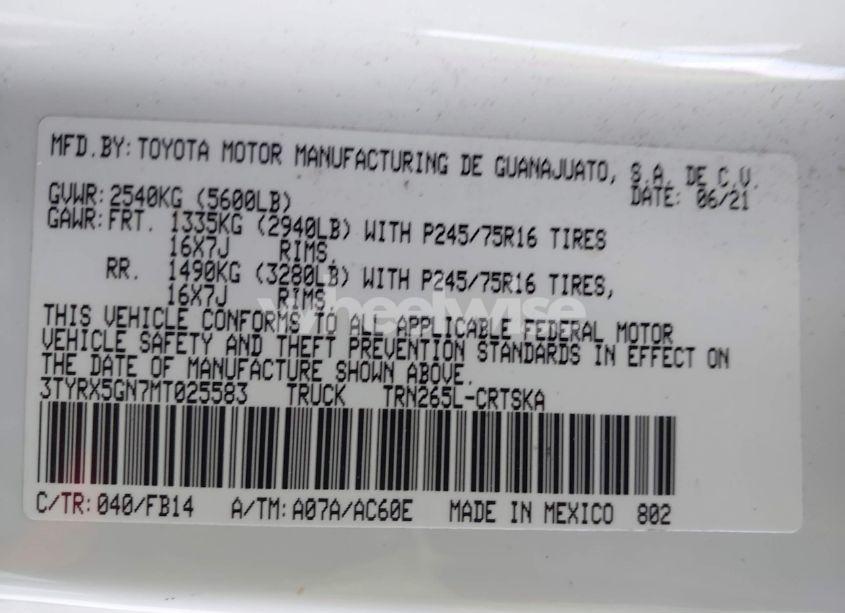 MFD.BY: TOYOTA MOTOR MANUFACTURING DE GUANAJUATO, S.A. DE C.V.
GVWR: 2540KG (5600LB) DATE: 06/21
GAWR: FRT. 1335KG (2940LB) WITH P245/75R16 TIRES
16X7J RIMS,
RR. 1490KG (3280LB) WITH P245/75R16 TIRES,
16X7J RIMS,
wheelwise
THIS VEHICLE CONFORMS TO ALL APPLICABLE FEDERAL MOTOR
VEHICLE SAFETY AND THEFT PREVENTION STANDARDS IN EFFECT ON
THE DATE OF MANUFACTURE SHOWN ABOVE.
3TYRX5GN7MT025583 TRUCK TRN265L-CRTSKA
C/TR: 040/FB14 A/TM: A07A/AC60E MADE IN MEXICO 802